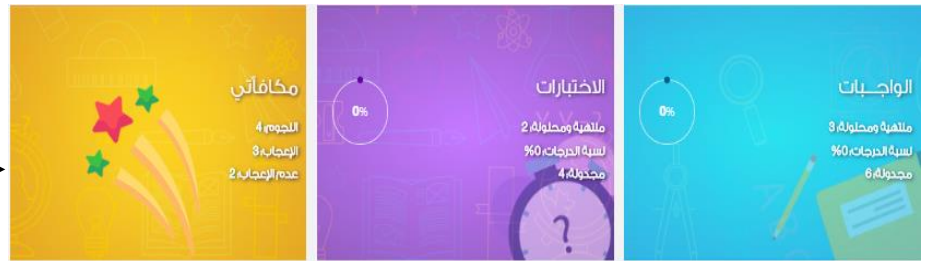 الواجـــبات
0%
منتهية ومحلولة: 3
نسبة الدرجات: 0%
مجدولة: 6
الاختبارات
0%
منتهية ومحلولة: 2
نسبة الدرجات: 0%
مجدولة: 4
مكافآتي
النجوم: 4
الإعجاب: 3
عدم الإعجاب: 2